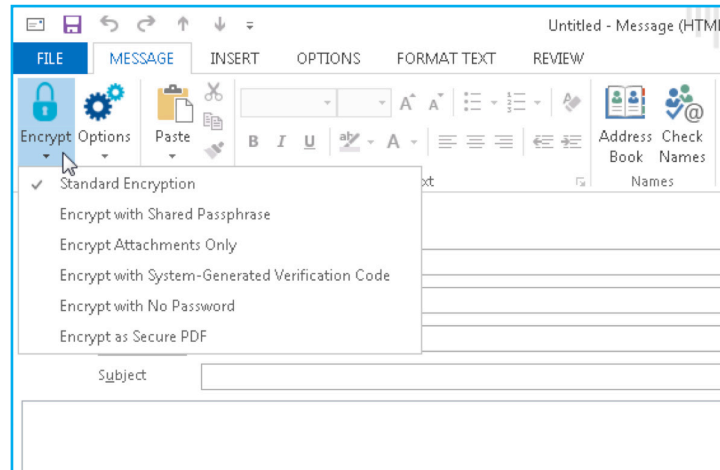 Untitled - Message (HTM
FILE MESSAGE INSERT OPTIONS FORMAT TEXT REVIEW
Encrypt Options Paste
B I U aby A
Address Book
Check Names
xt
Names
Standard Encryption
Encrypt with Shared Passphrase
Encrypt Attachments Only
Encrypt with System-Generated Verification Code
Encrypt with No Password
Encrypt as Secure PDF
Subject